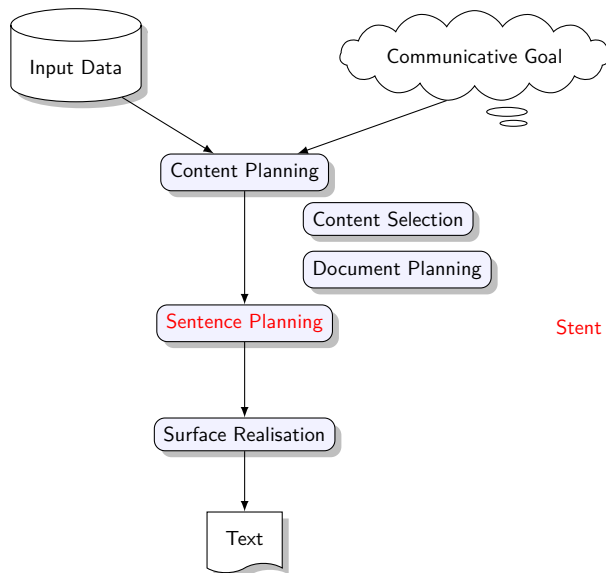 Input Data
Communicative Goal
Content Planning
Content Selection
Document Planning
Sentence Planning
Stent
Surface Realisation
Text